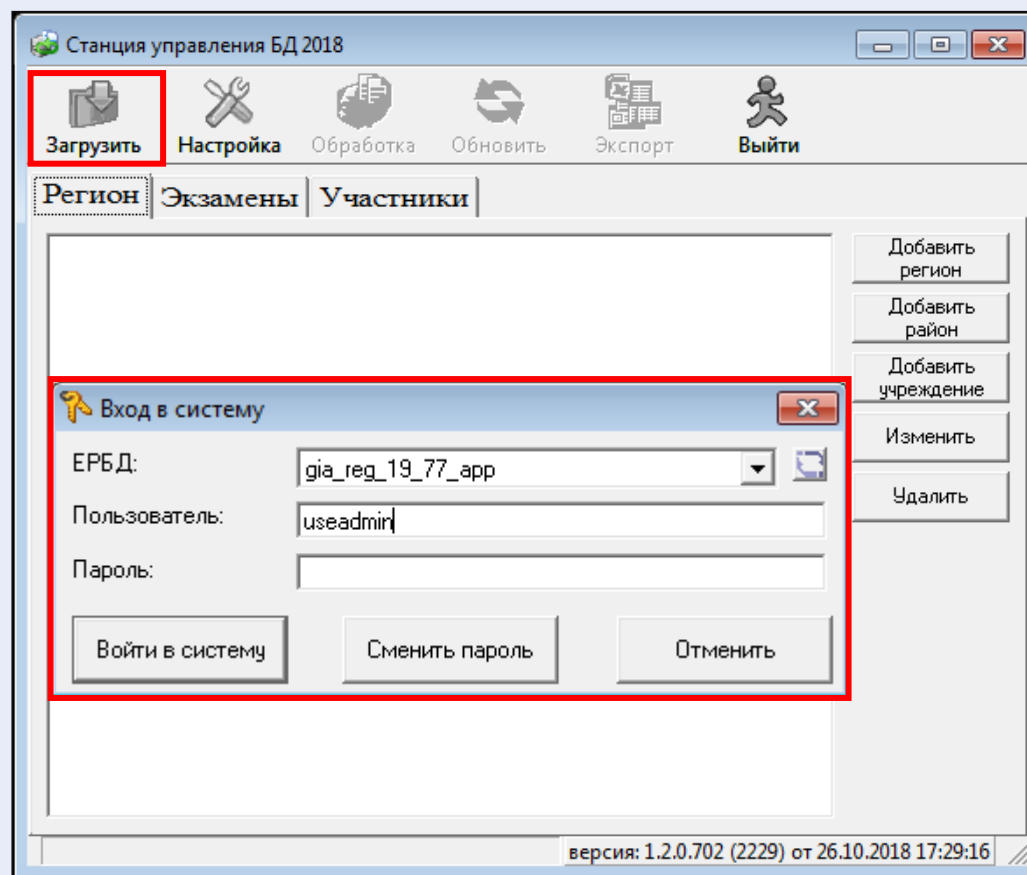 Станция управления БД 2018
Загрузить Настройка Обработка Обновить Экспорт Выйти
Регион Экзамены Участники
Добавить
регион
Добавить
район
Добавить
учреждение
Изменить
Удалить
Вход в систему
ЕРБД: gia_reg_19_77_app
Пользователь: useadmin
Пароль:
Войти в систему Сменить пароль Отменить
версия: 1.2.0.702 (2229) от 26.10.2018 17:29:16